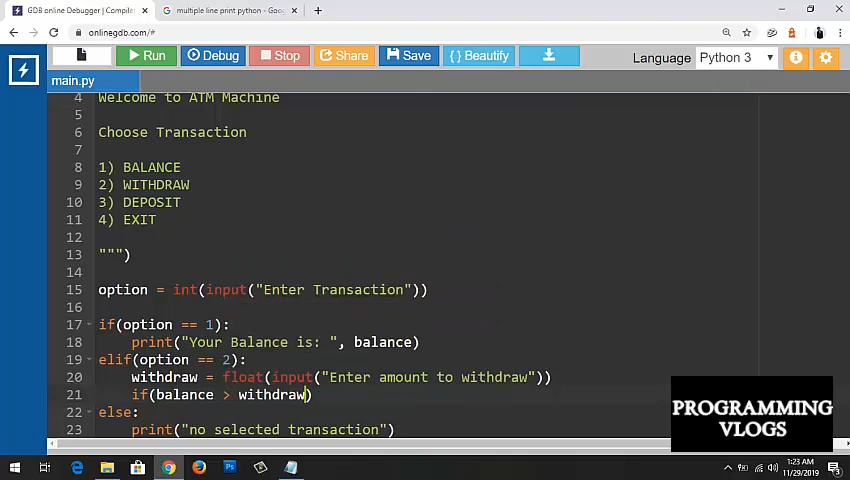 GDB online Debugger | Compiler
multiple line print python - Goo
onlinegdb.com/#
Run
Debug
Stop
Share
Save
{ } Beautify
Language
Python 3
main.py
4 Welcome to ATM Machine
5
6 Choose Transaction
7
8 1) BALANCE
9 2) WITHDRAW
10 3) DEPOSIT
11 4) EXIT
12
13 """)
14
15 option = int(input("Enter Transaction"))
16
17 if(option == 1):
18 print("Your Balance is: ", balance)
19 elif(option == 2):
20 withdraw = float(input("Enter amount to withdraw"))
21 if(balance > withdraw)
22 else:
23 print("no selected transaction")
PROGRAMMING
VLOGS
1:23 AM
11/29/2019